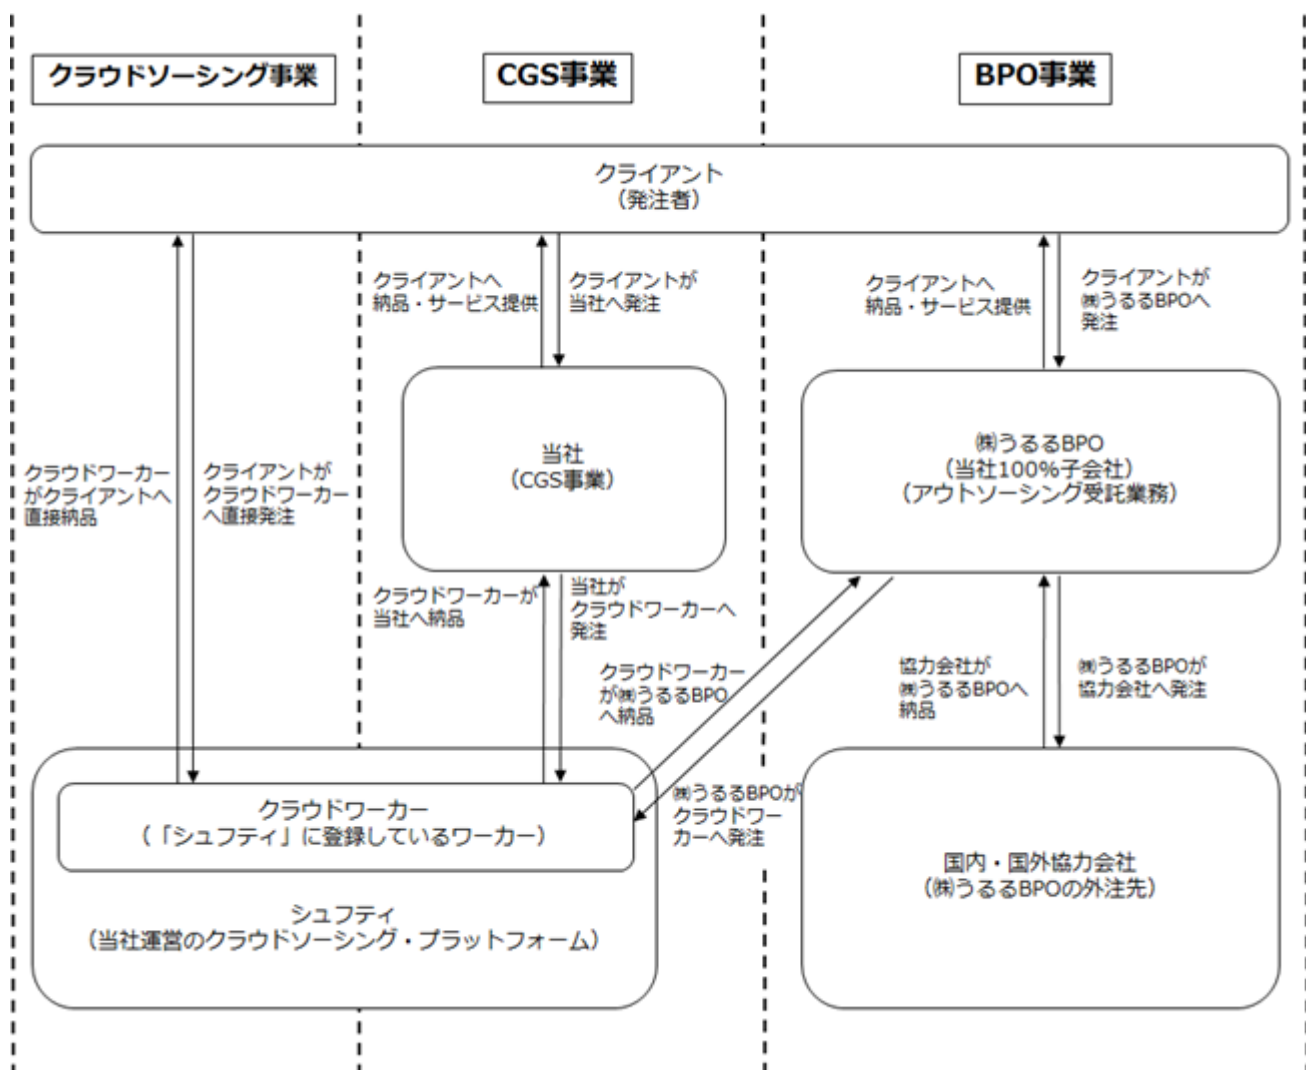 クラウドソーシング事業
CGS事業
BPO事業
クライアント
（発注者）
クライアントへ
納品・サービス提供
クライアントが
当社へ発注
クライアントへ
納品・サービス提供
クライアントが
㈱うるるBPOへ
発注
当社
（CGS事業）
㈱うるるBPO
（当社100%子会社）
（アウトソーシング受託業務）
クラウドワーカー
がクライアントへ
直接納品
クライアントが
クラウドワーカー
へ直接発注
クラウドワーカーが
当社へ納品
当社が
クラウドワーカーへ
発注
クラウドワーカー
が㈱うるるBPO
へ納品
協力会社が
㈱うるるBPOへ
納品
㈱うるるBPOが
協力会社へ発注
㈱うるるBPOが
クラウドワー
カーへ発注
クラウドワーカー
（「シュフティ」に登録しているワーカー）
シュフティ
（当社運営のクラウドソーシング・プラットフォーム）
国内・国外協力会社
（㈱うるるBPOの外注先）